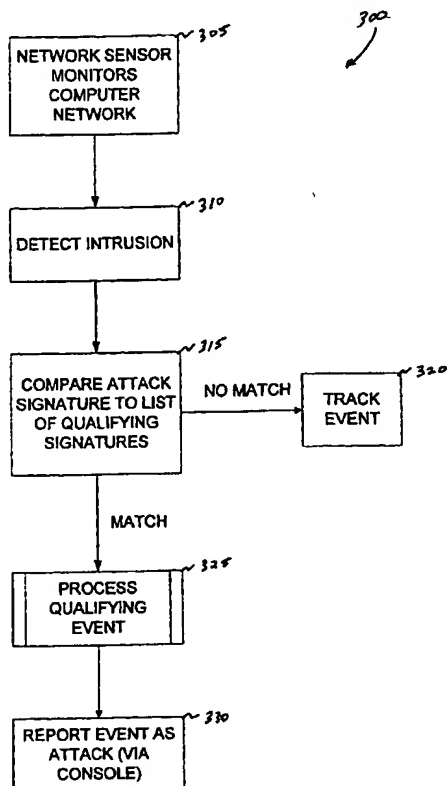 300
305
NETWORK SENSOR
MONITORS
COMPUTER
NETWORK
310
DETECT INTRUSION
315
COMPARE ATTACK
SIGNATURE TO LIST
OF QUALIFYING
SIGNATURES
NO MATCH
320
TRACK
EVENT
MATCH
325
PROCESS
QUALIFYING
EVENT
330
REPORT EVENT AS
ATTACK (VIA
CONSOLE)